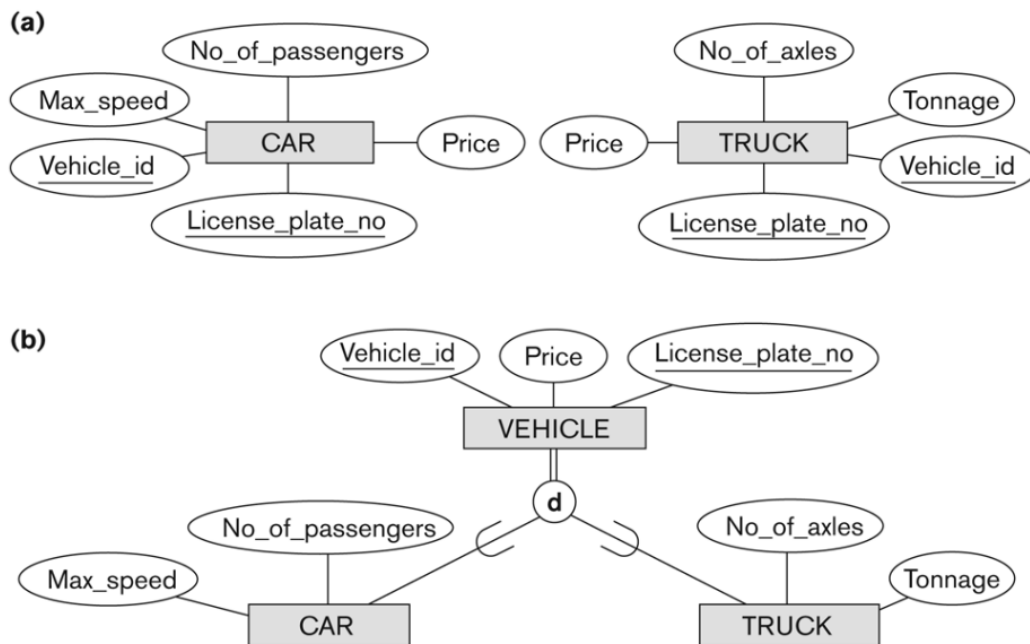 (a)
No_of_passengers
No_of_axles
Max_speed
Tonnage
CAR
Price
Price
TRUCK
Vehicle_id
Vehicle_id
License_plate_no
License_plate_no
(b)
Vehicle_id
Price
License_plate_no
VEHICLE
d
No_of_passengers
No_of_axles
Max_speed
Tonnage
CAR
TRUCK